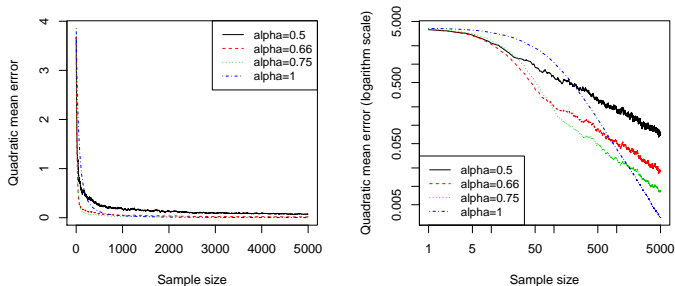 Quadratic mean errror
4
3
2
1
0
alpha=0.5
alpha=0.66
alpha=0.75
alpha=1
0
1000
2000
3000
4000
5000
Sample size
Quadratic mean errror (logarithm scale)
5.000
0.500
0.050
0.005
alpha=0.5
alpha=0.66
alpha=0.75
alpha=1
1
5
50
500
5000
Sample size